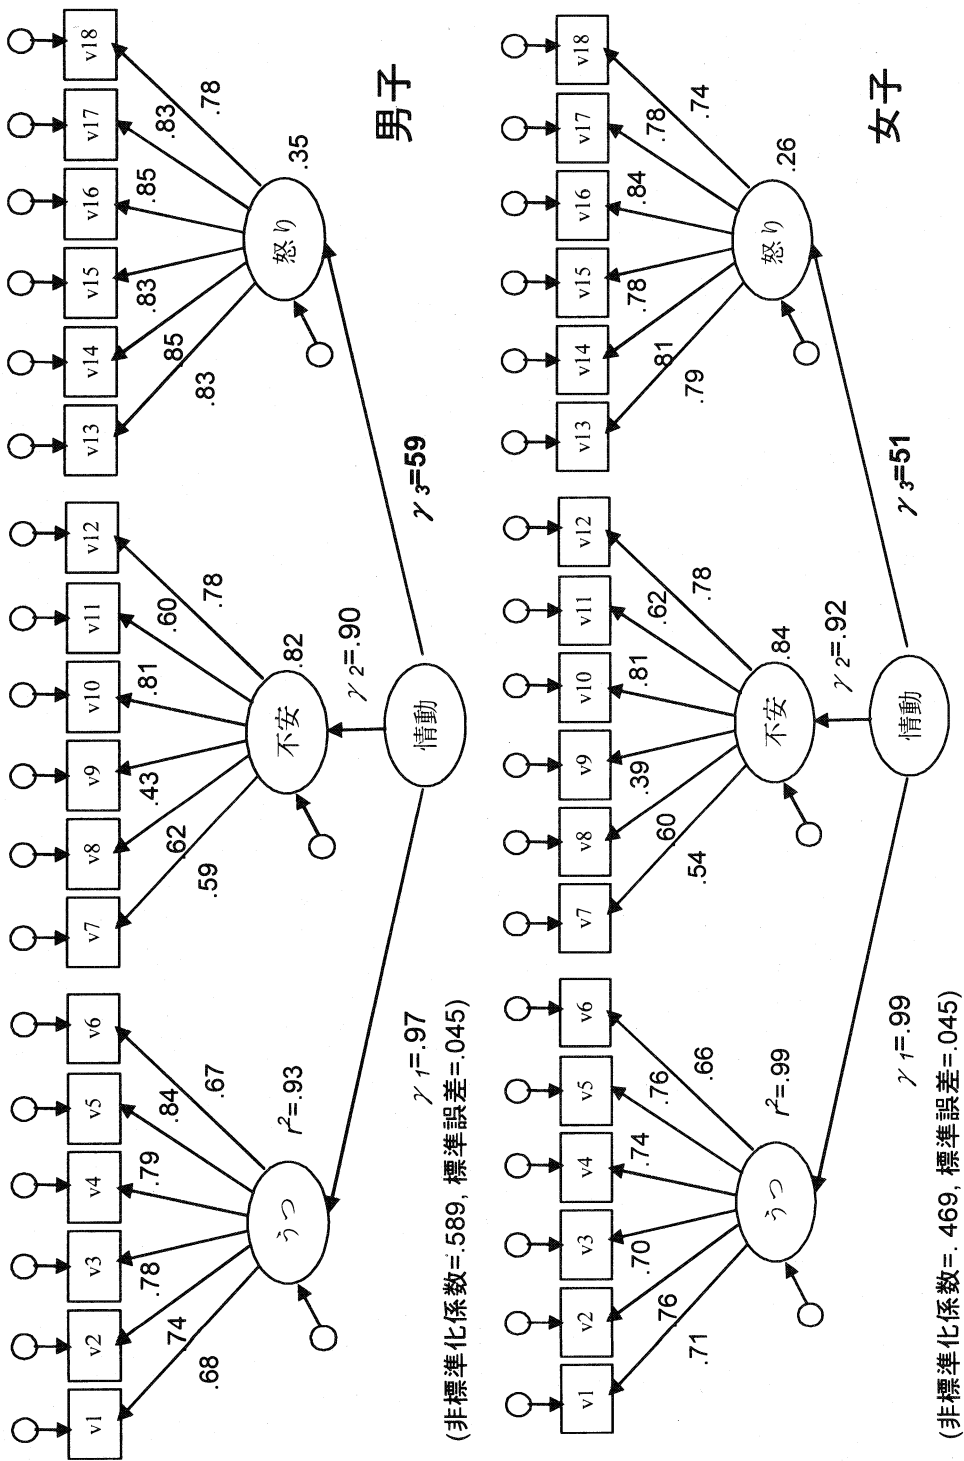 男子
v1 v2 v3 v4 v5 v6 v7 v8 v9 v10 v11 v12 v13 v14 v15 v16 v17 v18
.68 .74 .78 .79 .84 .67 .59 .62 .43 .81 .60 .78 .83 .85 .83 .85 .83 .78
うつ r²=.93 不安 .82 怒り .35
γ1=.97 γ2=.90 γ3=59
情動
(非標準化係数=.589, 標準誤差=.045)
女子
v1 v2 v3 v4 v5 v6 v7 v8 v9 v10 v11 v12 v13 v14 v15 v16 v17 v18
.71 .76 .70 .74 .76 .66 .54 .60 .39 .81 .62 .78 .79 .81 .78 .84 .78 .74
うつ r²=.99 不安 .84 怒り .26
γ1=.99 γ2=.92 γ3=51
情動
(非標準化係数=. 469, 標準誤差=.045)